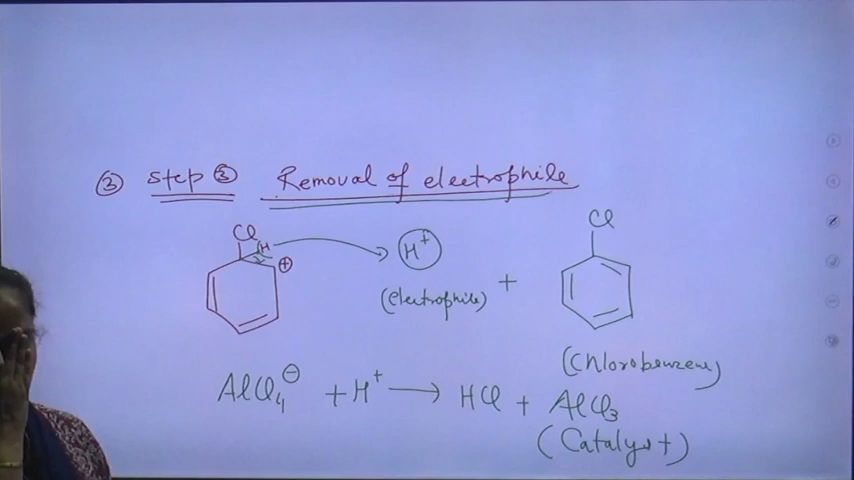 ③ Step ③ Removal of electrophile
Cl
H
⊕
H⁺
(electrophile)
+
Cl
(Chlorobenzene)
AlCl₄⊖ + H⁺ → HCl + AlCl₃
(Catalyst)